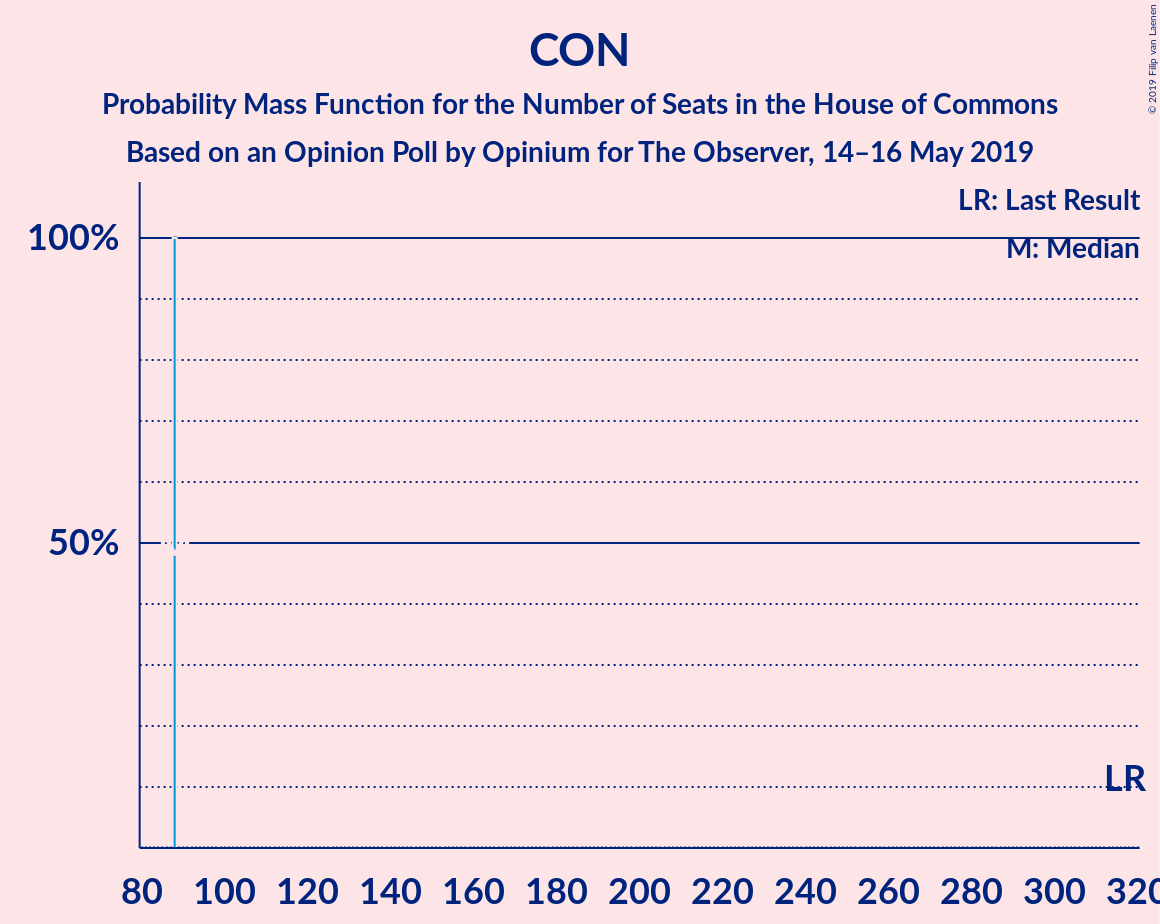 CON
Probability Mass Function for the Number of Seats in the House of Commons
Based on an Opinion Poll by Opinium for The Observer, 14–16 May 2019
© 2019 Filip van Laenen
LR: Last Result
M: Median
100%
50%
LR
80 100 120 140 160 180 200 220 240 260 280 300 320